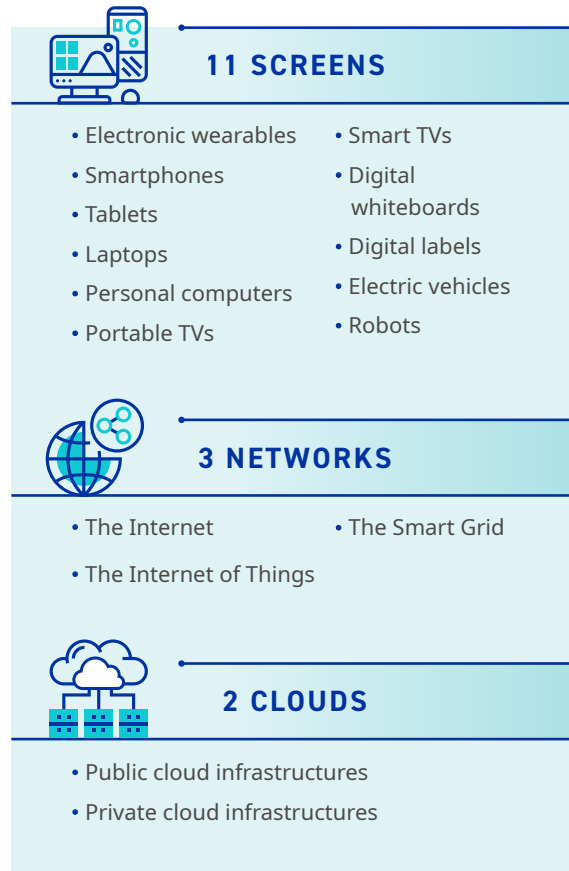 11 SCREENS
• Electronic wearables
• Smartphones
• Tablets
• Laptops
• Personal computers
• Portable TVs
• Smart TVs
• Digital
whiteboards
• Digital labels
• Electric vehicles
• Robots
3 NETWORKS
• The Internet
• The Internet of Things
• The Smart Grid
2 CLOUDS
• Public cloud infrastructures
• Private cloud infrastructures